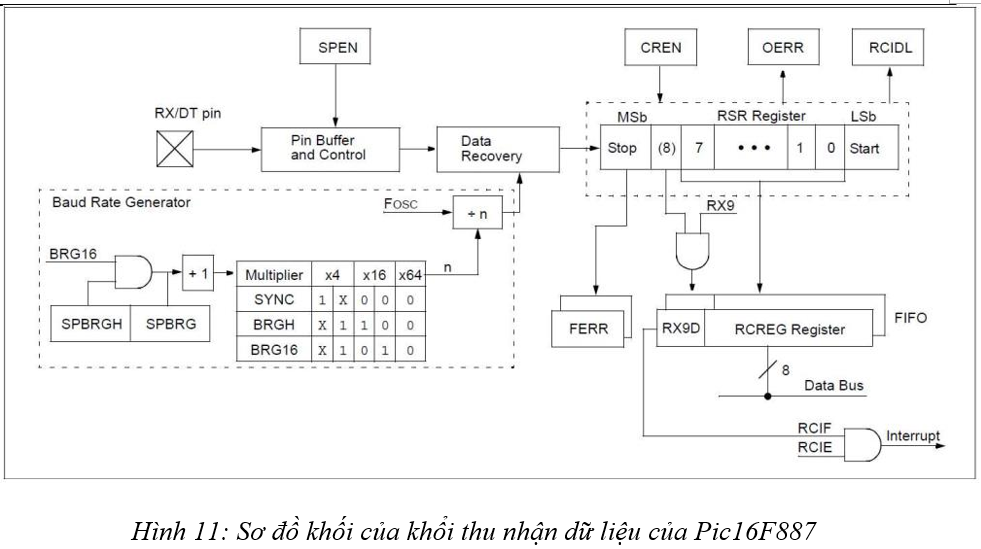 SPEN
CREN
OERR
RCIDL
RX/DT pin
MSb
RSR Register
LSb
Pin Buffer
and Control
Data
Recovery
Stop (8) 7 • • • 1 0 Start
Baud Rate Generator
FOSC
÷ n
RX9
BRG16
+ 1
n
Multiplier x4 x16 x64
SYNC 1 X 0 0 0
BRGH X 1 1 0 0
BRG16 X 1 0 1 0
SPBRGH SPBRG
FERR
RX9D RCREG Register
FIFO
8
Data Bus
RCIF
RCIE
Interrupt
Hình 11: Sơ đồ khối của khổi thu nhận dữ liệu của Pic16F887